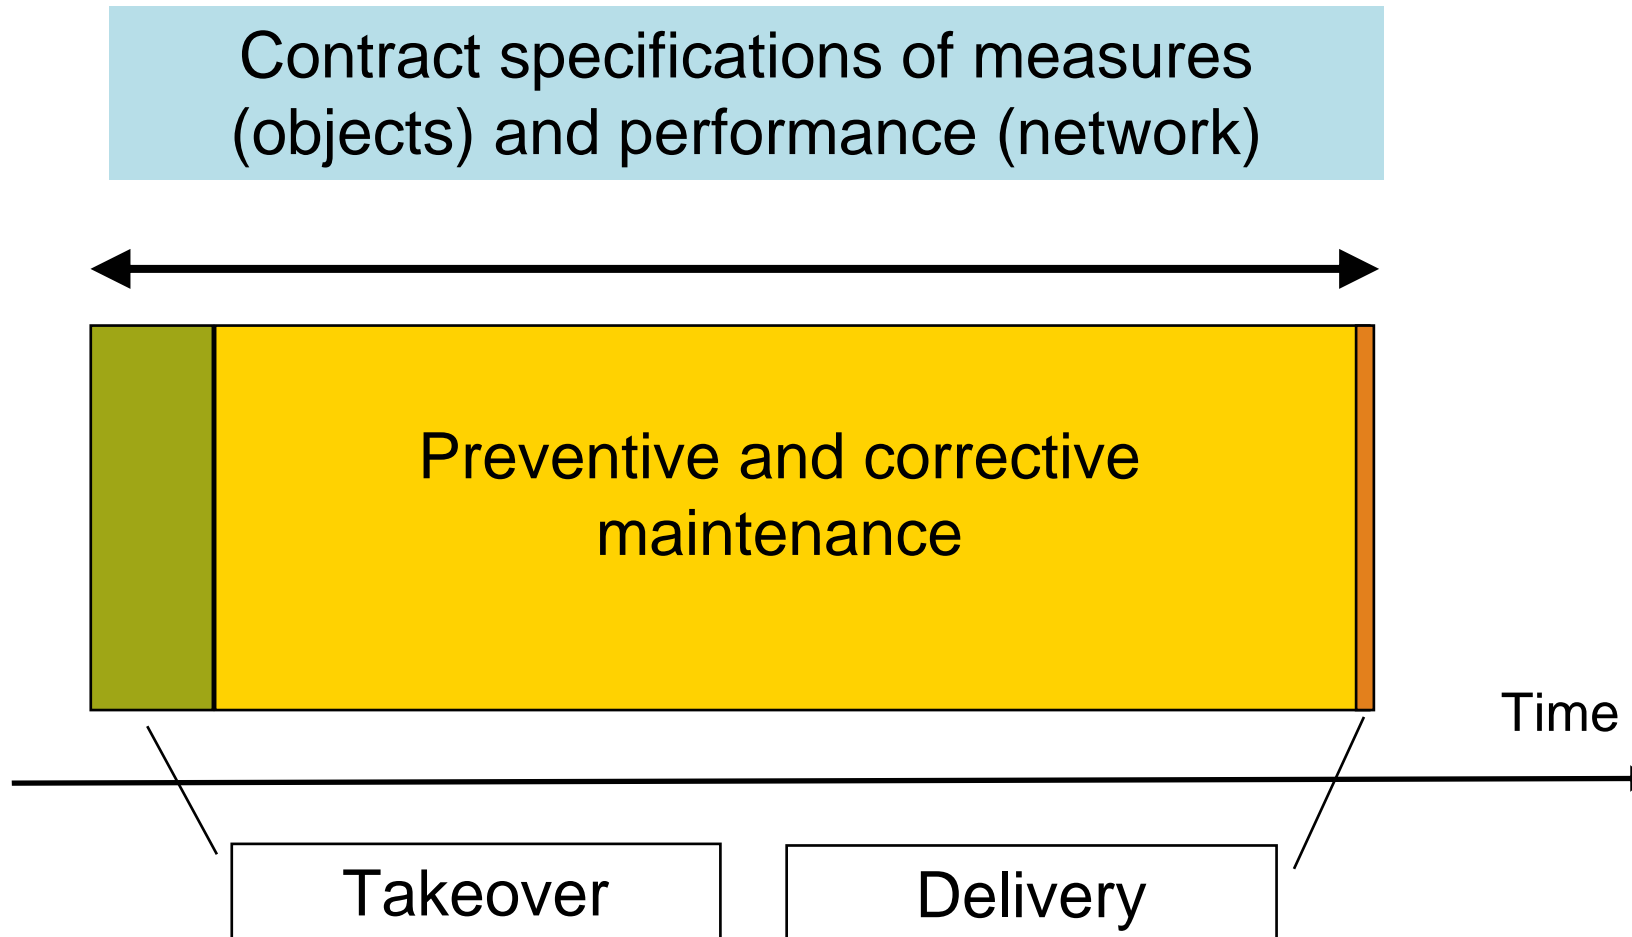 Contract specifications of measures
(objects) and performance (network)
Preventive and corrective
maintenance
Time
Takeover
Delivery